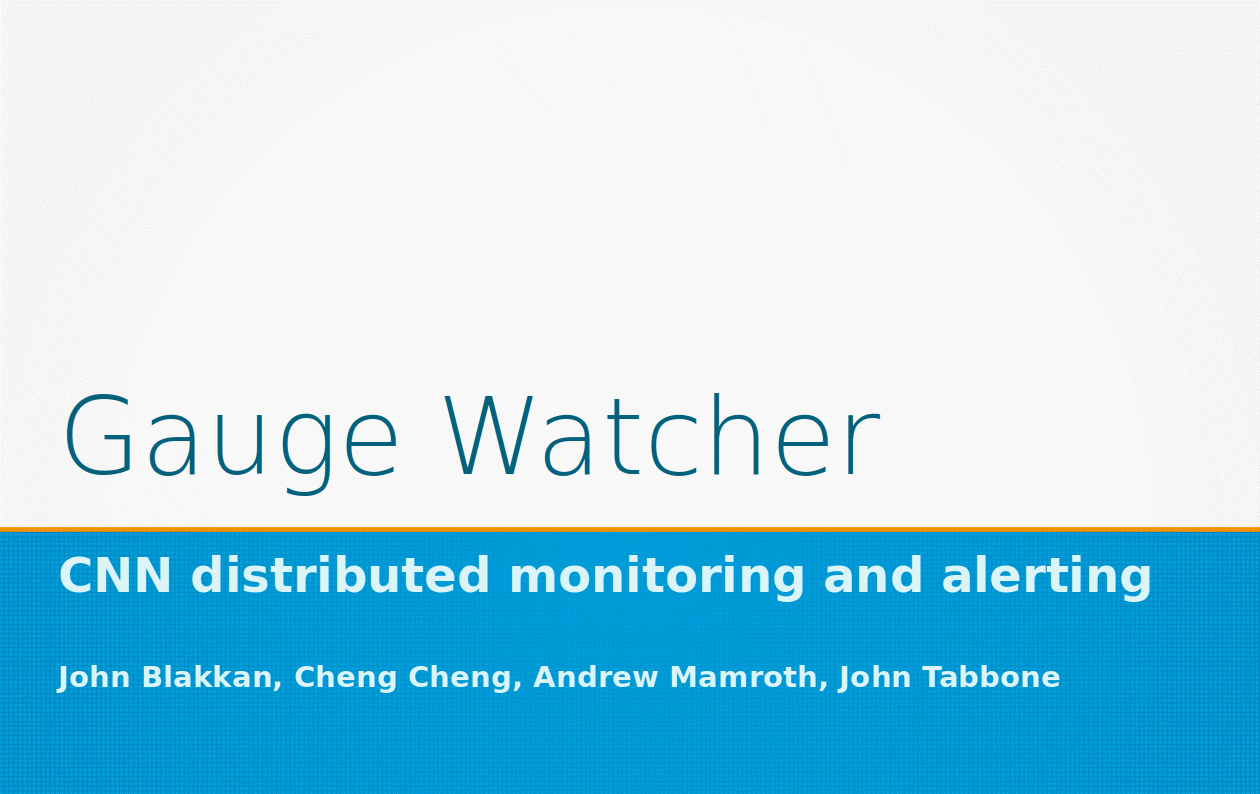 Gauge Watcher
CNN distributed monitoring and alerting
John Blakkan, Cheng Cheng, Andrew Mamroth, John Tabbone